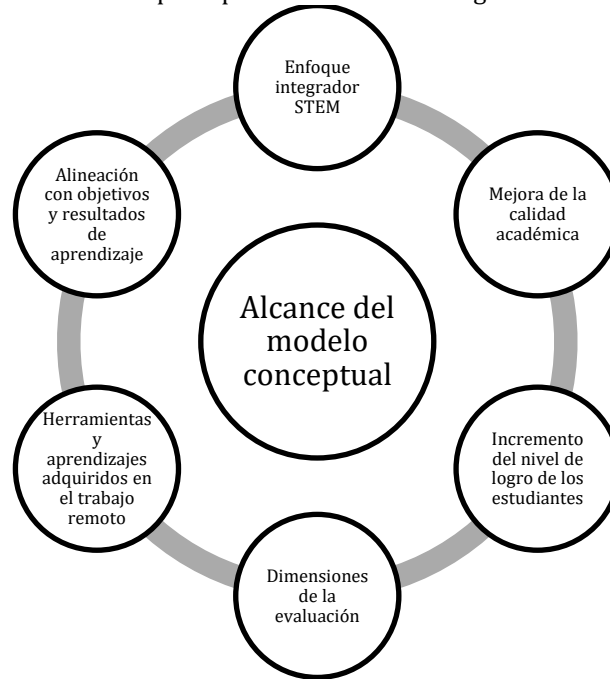 Enfoque
integrador
STEM
Mejora de la
calidad
académica
Incremento
del nivel de
logro de los
estudiantes
Dimensiones
de la
evaluación
Herramientas
y
aprendizajes
adquiridos en
el trabajo
remoto
Alineación
con objetivos
y resultados
de
aprendizaje
Alcance del
modelo
conceptual